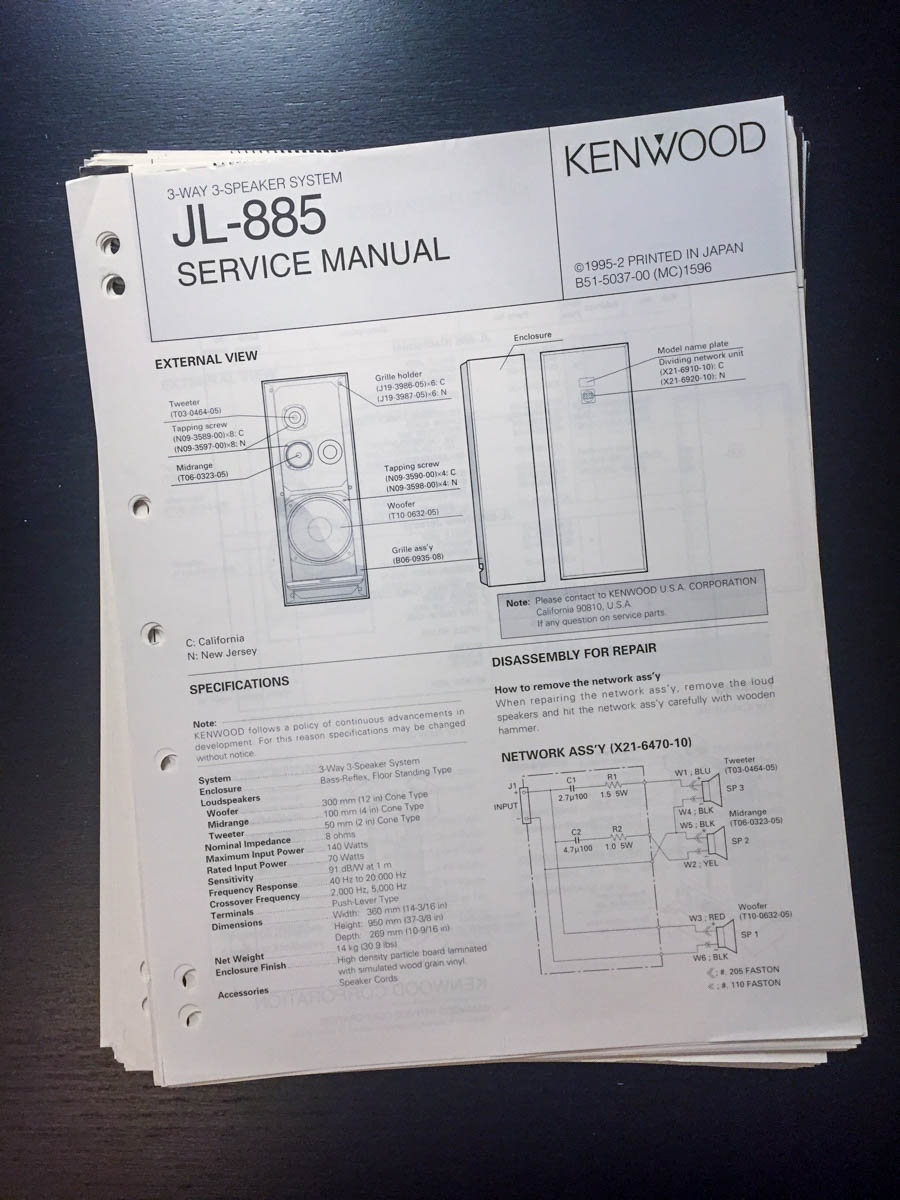 3-WAY 3-SPEAKER SYSTEM
JL-885
SERVICE MANUAL
KENWOOD
©1995-2 PRINTED IN JAPAN
B51-5037-00 (MC)1596
EXTERNAL VIEW
Tweeter
(T03-0464-05)
Tapping screw
(N09-3589-00)×8: C
(N09-3597-00)×8: N
Midrange
(T06-0323-05)
Grille holder
(J19-3986-05)×6: C
(J19-3987-05)×6: N
Tapping screw
(N09-3590-00)×4: C
(N09-3598-00)×4: N
Woofer
(T10-0632-05)
Grille ass'y
(B06-0935-08)
Enclosure
Model name plate
Dividing network unit
(X21-6910-10): C
(X21-6920-10): N
Note: Please contact to KENWOOD U.S.A. CORPORATION
California 90810, U.S.A.
If any question on service parts.
C: California
N: New Jersey
SPECIFICATIONS
Note:
KENWOOD follows a policy of continuous advancements in
development. For this reason specifications may be changed
without notice.
System 3-Way 3-Speaker System
Enclosure Bass-Reflex, Floor Standing Type
Loudspeakers
Woofer 300 mm (12 in) Cone Type
Midrange 100 mm (4 in) Cone Type
Tweeter 50 mm (2 in) Cone Type
Nominal Impedance 8 ohms
Maximum Input Power 140 Watts
Rated Input Power 70 Watts
Sensitivity 91 dB/W at 1 m
Frequency Response 40 Hz to 20,000 Hz
Crossover Frequency 2,000 Hz, 5,000 Hz
Terminals Push-Lever Type
Dimensions Width: 360 mm (14-3/16 in)
Height: 950 mm (37-3/8 in)
Depth: 269 mm (10-9/16 in)
Net Weight 14 kg (30.9 lbs)
Enclosure Finish High density particle board laminated
with simulated wood grain vinyl.
Accessories Speaker Cords
DISASSEMBLY FOR REPAIR
How to remove the network ass'y
When repairing the network ass'y, remove the loud
speakers and hit the network ass'y carefully with wooden
hammer.
NETWORK ASS'Y (X21-6470-10)
J1
+
INPUT
-
C1
2.7µ100
R1
1.5 5W
C2
4.7µ100
R2
1.0 5W
W1 ; BLU
Tweeter
(T03-0464-05)
SP 3
W4 ; BLK
W5 ; BLK
Midrange
(T06-0323-05)
SP 2
W2 ; YEL
W3 ; RED
Woofer
(T10-0632-05)
SP 1
W6 ; BLK
; #. 205 FASTON
; #. 110 FASTON